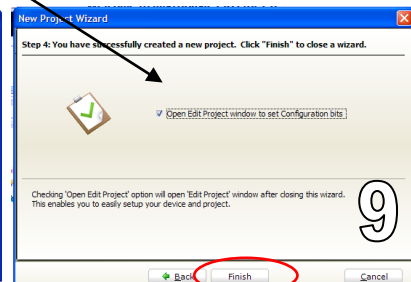 New Project Wizard
Step 4: You have successfully created a new project. Click "Finish" to close a wizard.
Open Edit Project window to set Configuration bits
Checking 'Open Edit Project' option will open 'Edit Project' window after closing this wizard.
This enables you to easily setup your device and project.
9
Back
Finish
Cancel